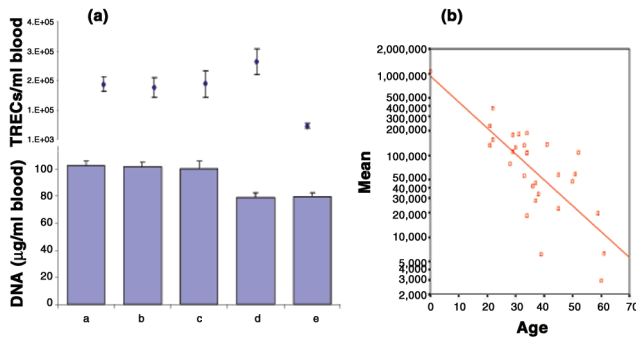 (a)
TRECs/ml blood
4.E+05
3.E+05
2.E+05
1.E+05
1.E+03
DNA (µg/ml blood)
100
80
60
40
20
0
a b c d e
(b)
Mean
2,000,000
1,000,000
500,000
300,000
200,000
100,000
50,000
40,000
30,000
20,000
10,000
5,000
4,000
3,000
2,000
0 10 20 30 40 50 60 70
Age